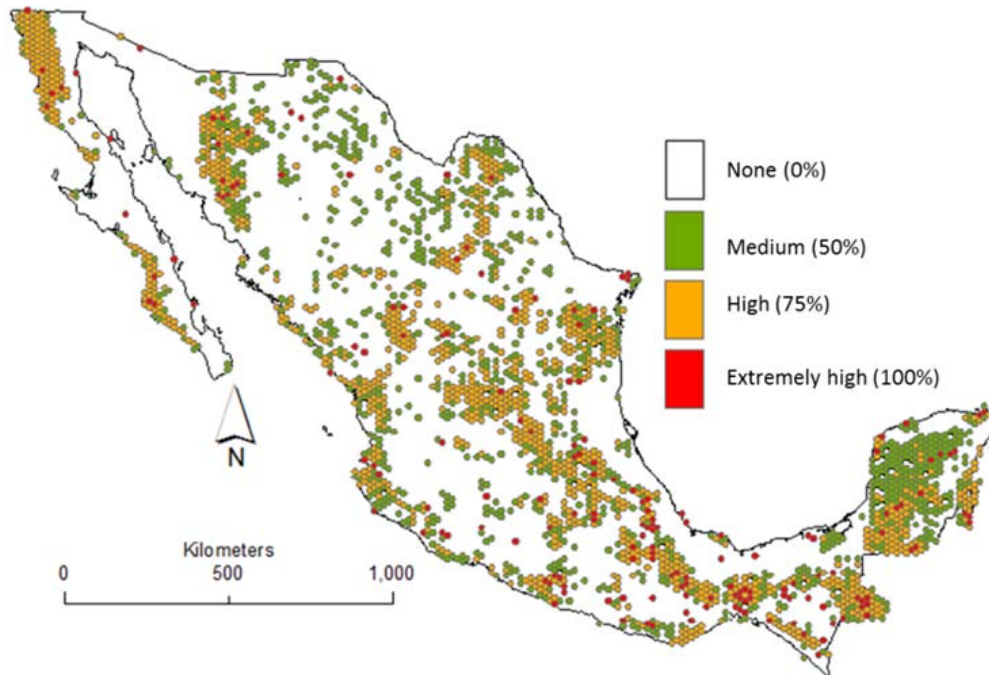 None (0%)
Medium (50%)
High (75%)
Extremely high (100%)
N
Kilometers
0 500 1,000